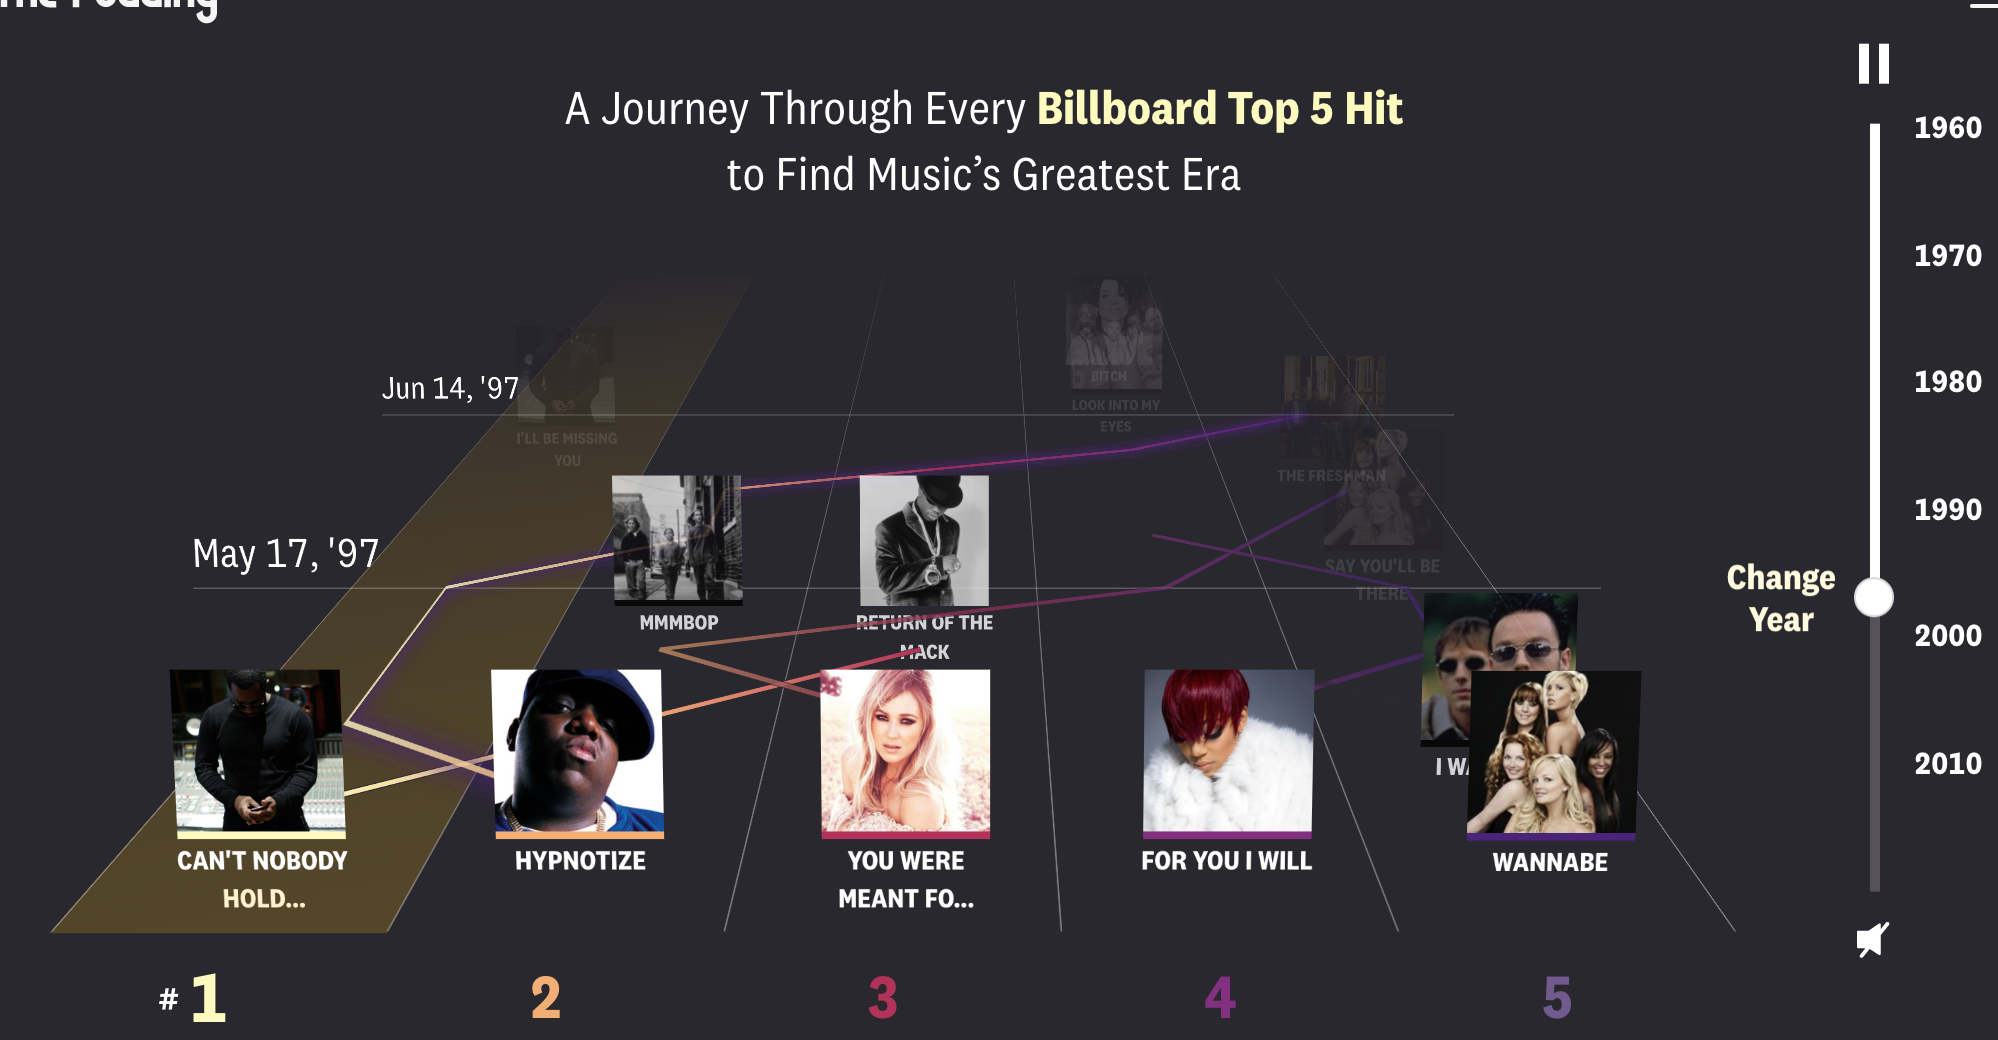 The Pudding
A Journey Through Every Billboard Top 5 Hit
to Find Music's Greatest Era
1960
1970
1980
1990
2000
2010
Change
Year
Jun 14, '97
I'LL BE MISSING
YOU
BITCH
LOOK INTO MY
EYES
THE FRESHMAN
SAY YOU'LL BE
THERE
May 17, '97
MMMBOP
RETURN OF THE
MACK
I WA
CAN'T NOBODY
HOLD...
HYPNOTIZE
YOU WERE
MEANT FO...
FOR YOU I WILL
WANNABE
#1
2
3
4
5